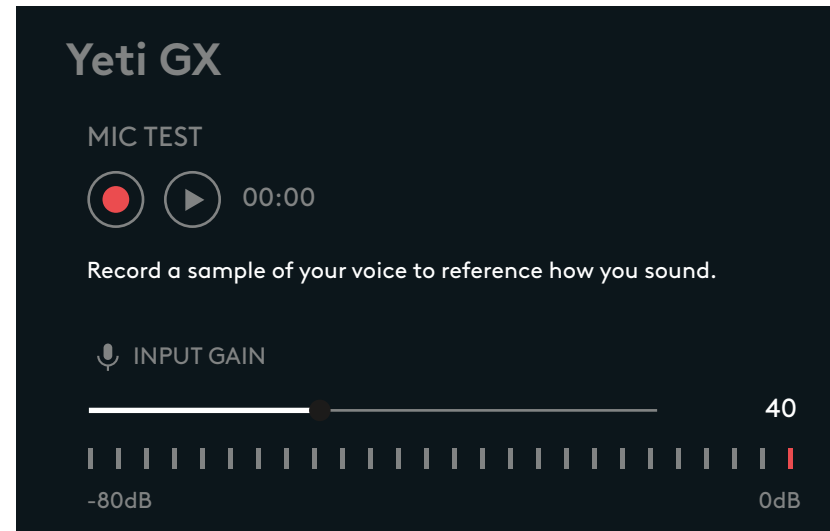 Yeti GX
MIC TEST
00:00
Record a sample of your voice to reference how you sound.
INPUT GAIN
40
-80dB 0dB